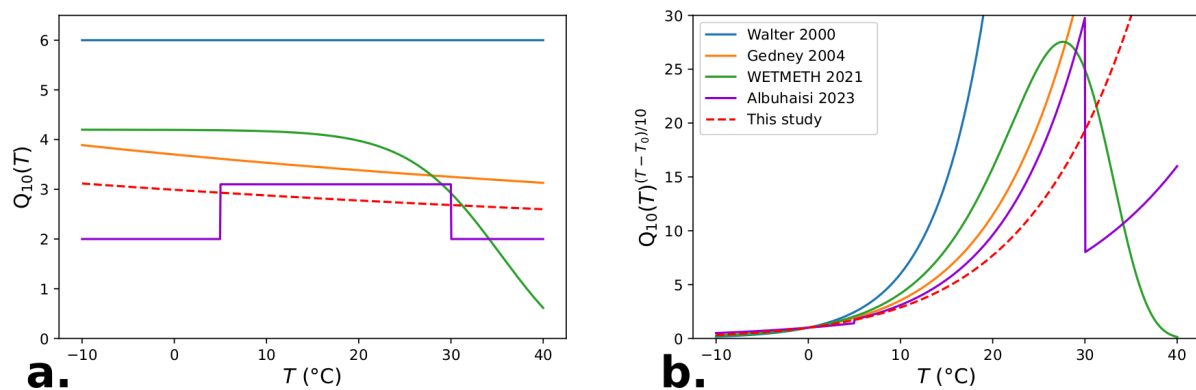 6
5
4
3
2
1
0
Q₁₀(T)
−10 0 10 20 30 40
T (°C)
a.
30
25
20
15
10
5
0
Q₁₀(T)^(T − T₀)/10
Walter 2000
Gedney 2004
WETMETH 2021
Albuhaisi 2023
This study
−10 0 10 20 30 40
T (°C)
b.